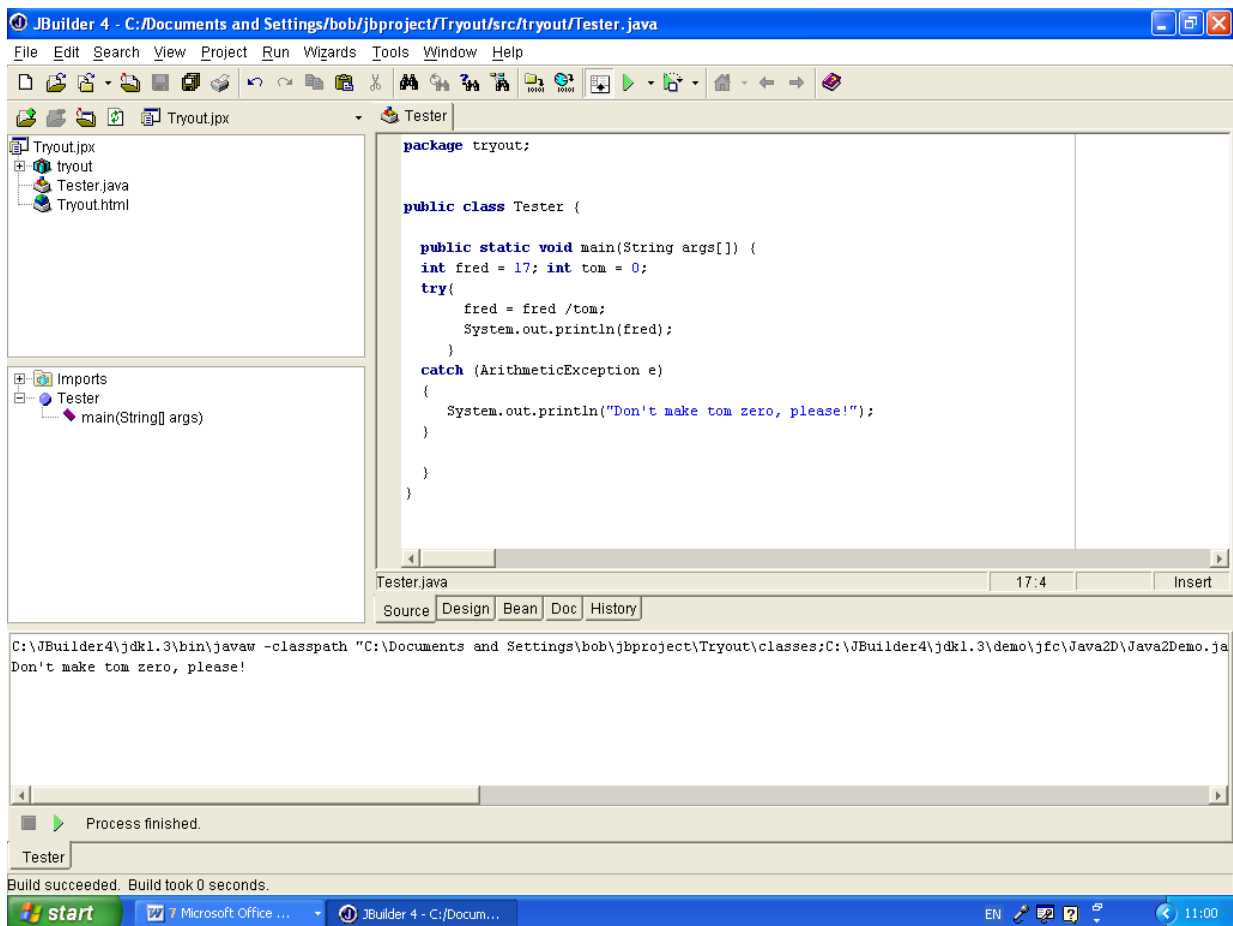 JBuilder 4 - C:/Documents and Settings/bob/jbproject/Tryout/src/tryout/Tester.java
File Edit Search View Project Run Wizards Tools Window Help
Tryout.jpx
Tester
Tryout.jpx
tryout
Tester.java
Tryout.html
package tryout;
public class Tester {
public static void main(String args[]) {
int fred = 17; int tom = 0;
try{
fred = fred /tom;
System.out.println(fred);
}
catch (ArithmeticException e)
{
System.out.println("Don't make tom zero, please!");
}
}
}
Imports
Tester
main(String[] args)
Tester.java 17:4 Insert
Source Design Bean Doc History
C:\JBuilder4\jdk1.3\bin\javaw -classpath "C:\Documents and Settings\bob\jbproject\Tryout\classes;C:\JBuilder4\jdk1.3\demo\jfc\Java2D\Java2Demo.ja
Don't make tom zero, please!
Process finished.
Tester
Build succeeded. Build took 0 seconds.
start 7 Microsoft Office ... JBuilder 4 - C:/Docum... EN 11:00